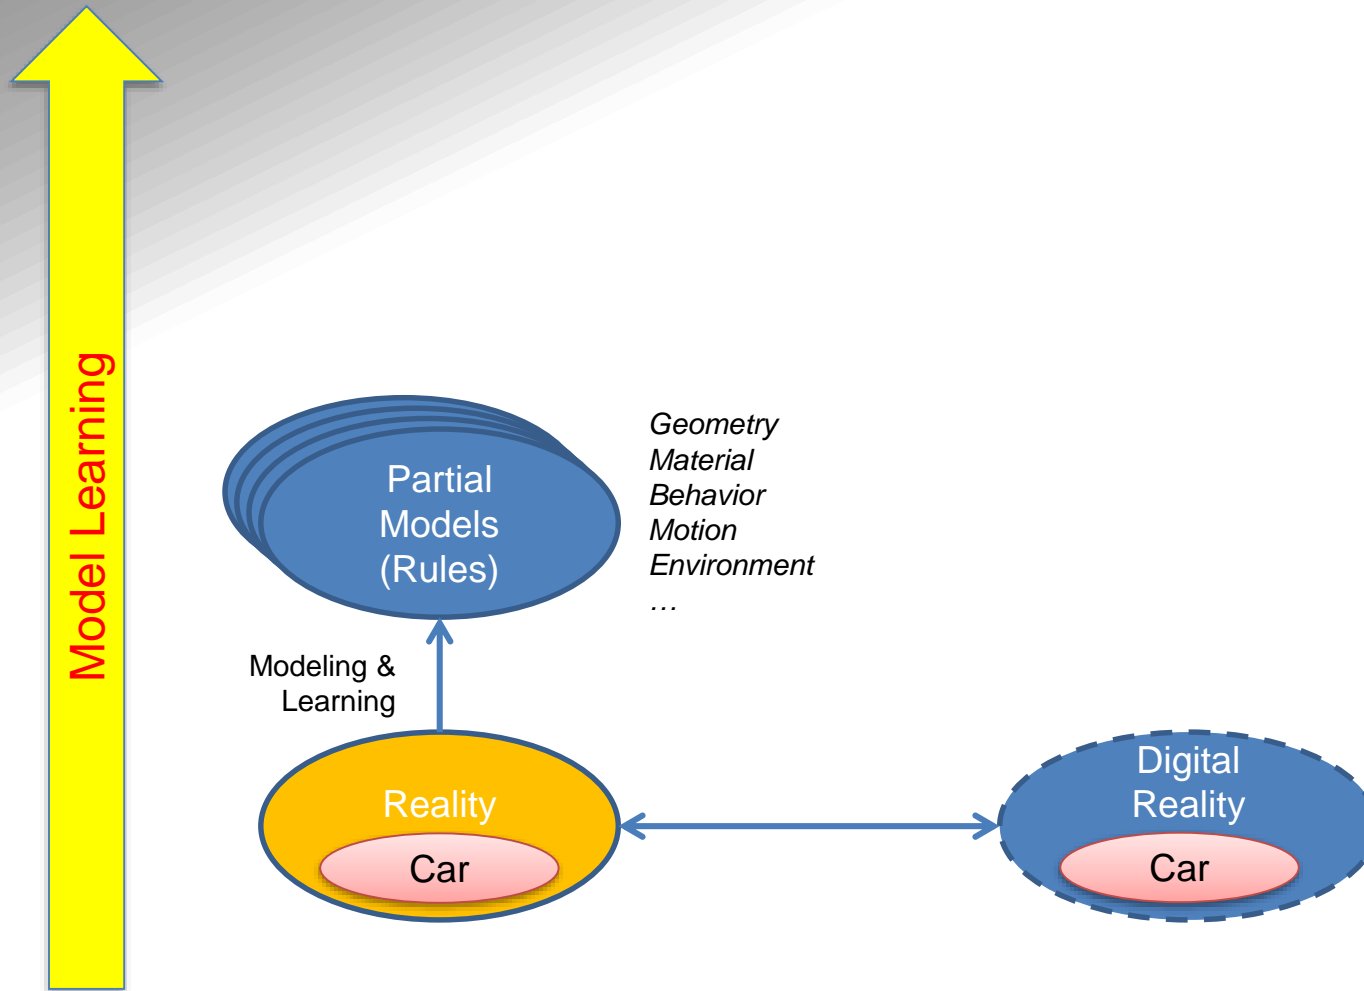 Model Learning
Partial
Models
(Rules)
Geometry
Material
Behavior
Motion
Environment
…
Modeling &
Learning
Reality
Car
Digital
Reality
Car